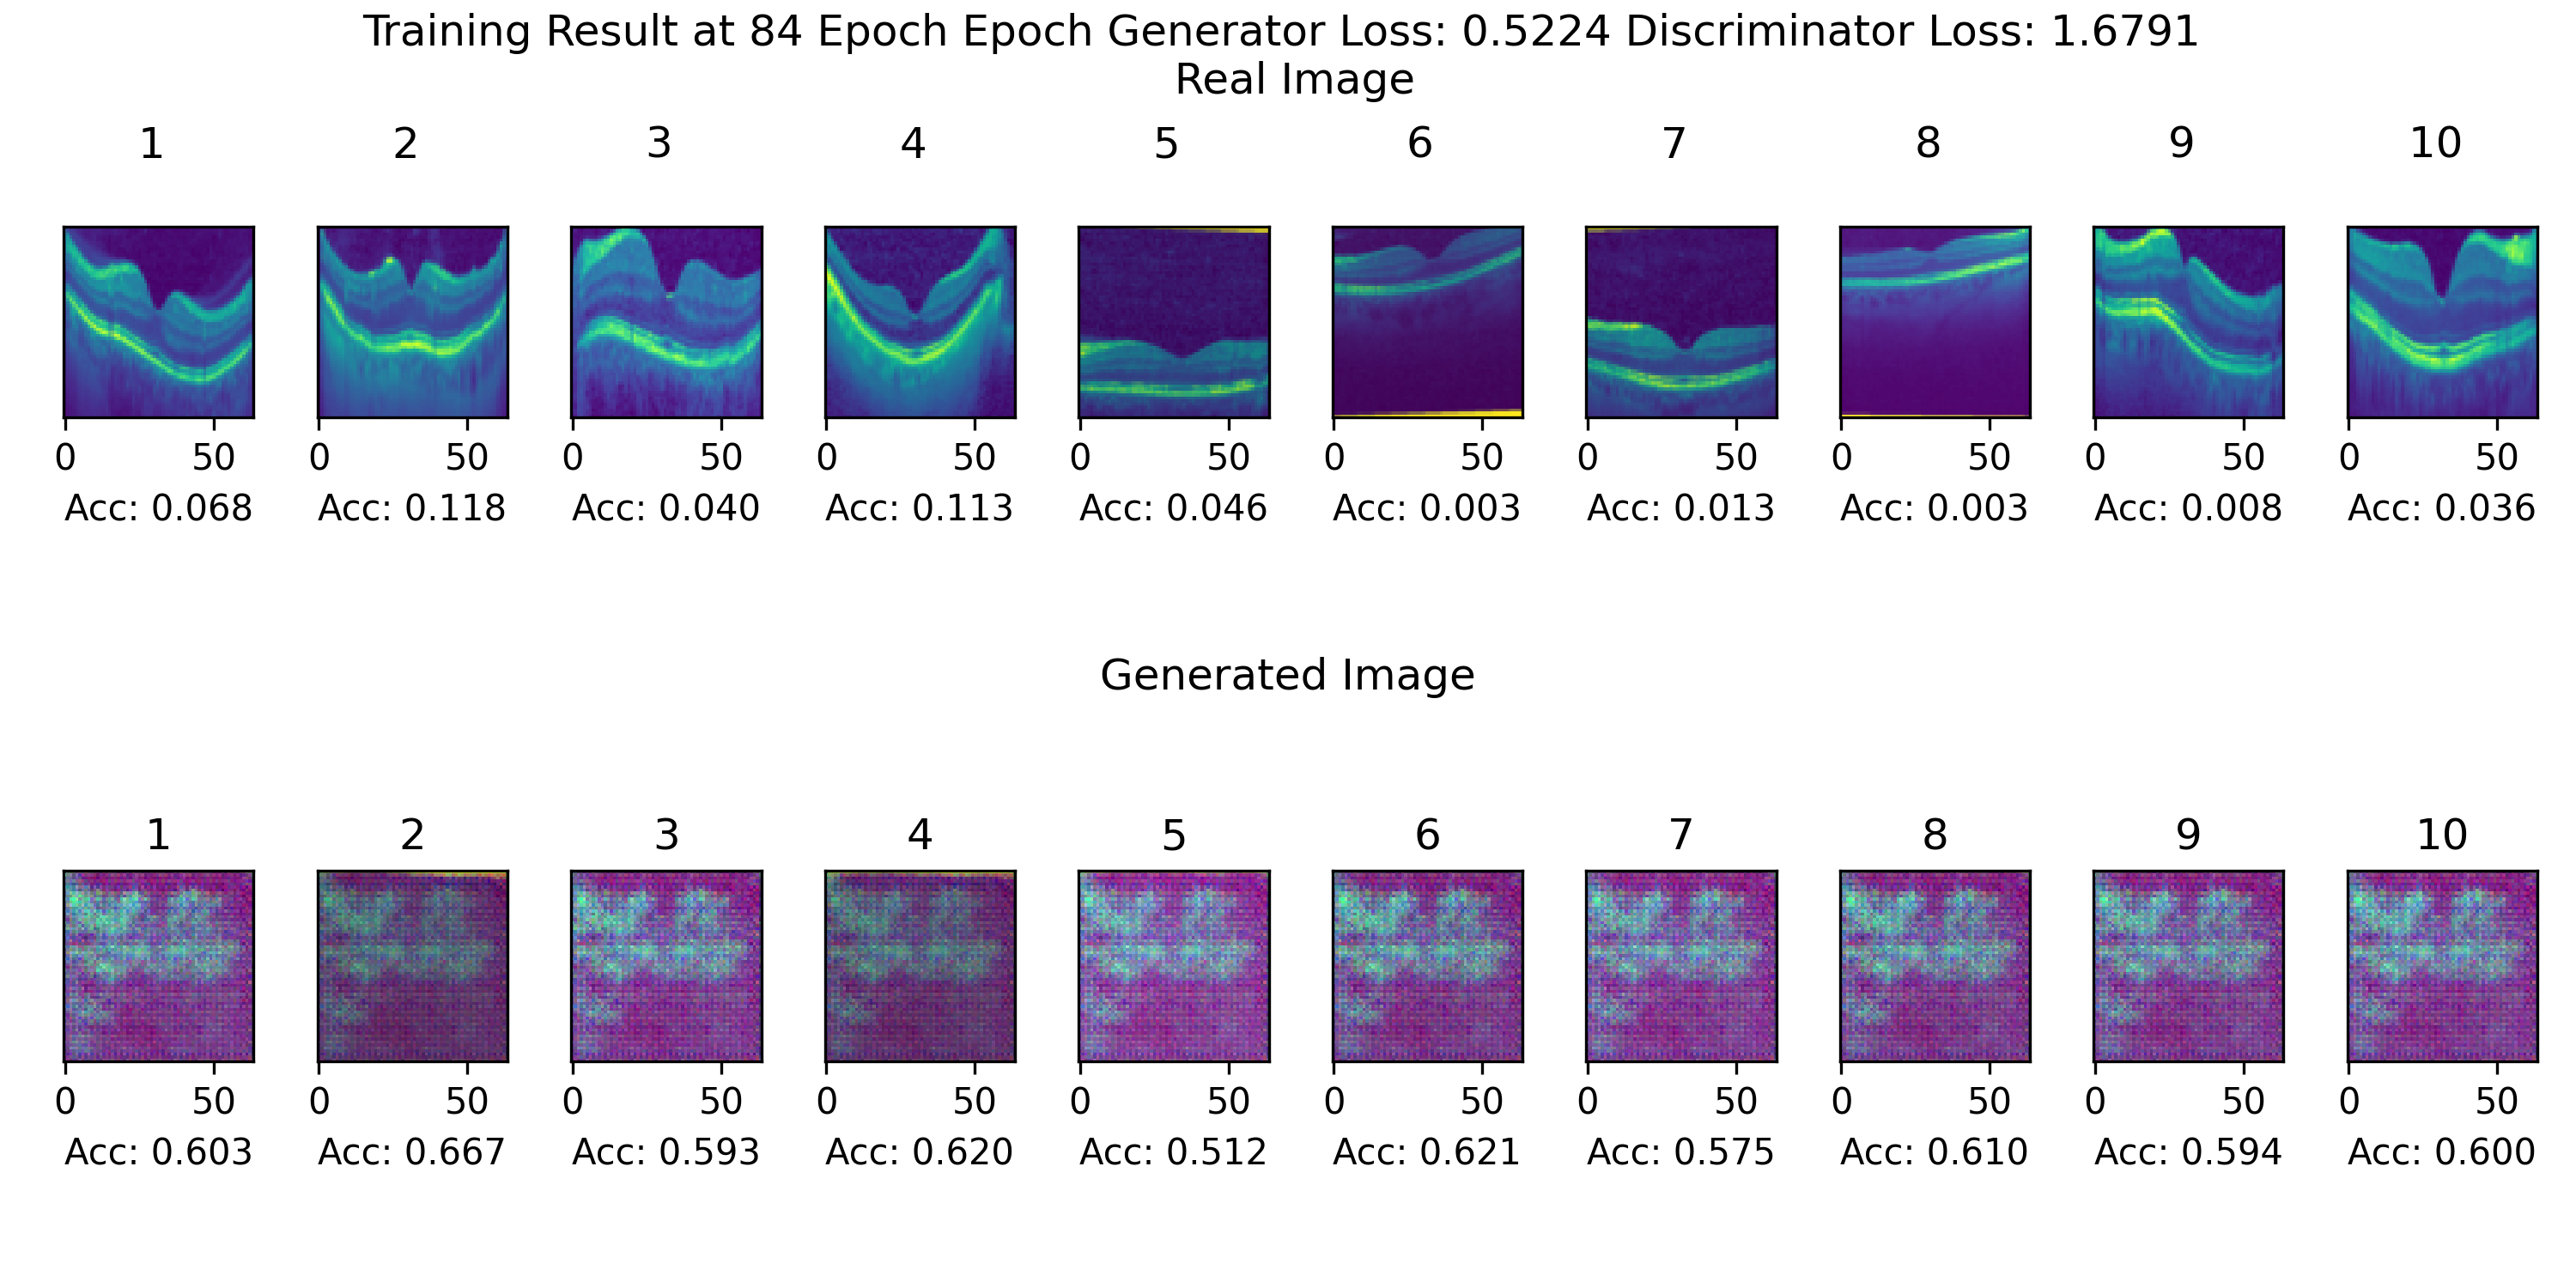 Training Result at 84 Epoch Epoch Generator Loss: 0.5224 Discriminator Loss: 1.6791
Real Image
1 2 3 4 5 6 7 8 9 10
0 50 0 50 0 50 0 50 0 50 0 50 0 50 0 50 0 50 0 50
Acc: 0.068 Acc: 0.118 Acc: 0.040 Acc: 0.113 Acc: 0.046 Acc: 0.003 Acc: 0.013 Acc: 0.003 Acc: 0.008 Acc: 0.036
Generated Image
1 2 3 4 5 6 7 8 9 10
0 50 0 50 0 50 0 50 0 50 0 50 0 50 0 50 0 50 0 50
Acc: 0.603 Acc: 0.667 Acc: 0.593 Acc: 0.620 Acc: 0.512 Acc: 0.621 Acc: 0.575 Acc: 0.610 Acc: 0.594 Acc: 0.600